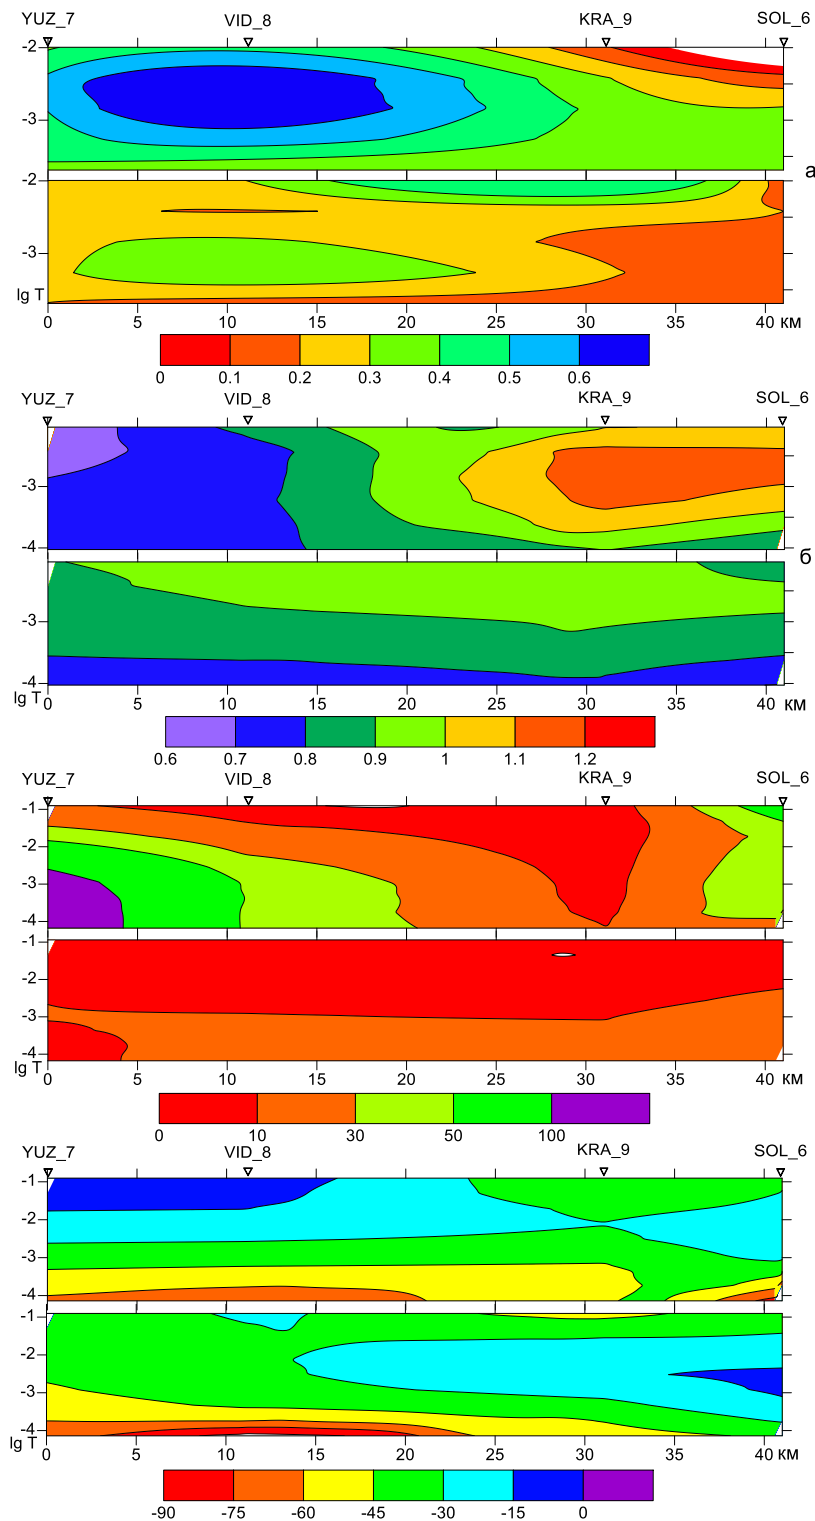 YUZ_7 VID_8 KRA_9 SOL_6
-2
-3
а
-2
-3
lg T
0 5 10 15 20 25 30 35 40 км
0 0.1 0.2 0.3 0.4 0.5 0.6
YUZ_7 VID_8 KRA_9 SOL_6
-3
-4
б
-3
-4
lg T
0 5 10 15 20 25 30 35 40 км
0.6 0.7 0.8 0.9 1 1.1 1.2
YUZ_7 VID_8 KRA_9 SOL_6
-1
-2
-3
-4
-1
-2
-3
-4
lg T
0 5 10 15 20 25 30 35 40 км
0 10 30 50 100
YUZ_7 VID_8 KRA_9 SOL_6
-1
-2
-3
-4
-1
-2
-3
-4
lg T
0 5 10 15 20 25 30 35 40 км
-90 -75 -60 -45 -30 -15 0